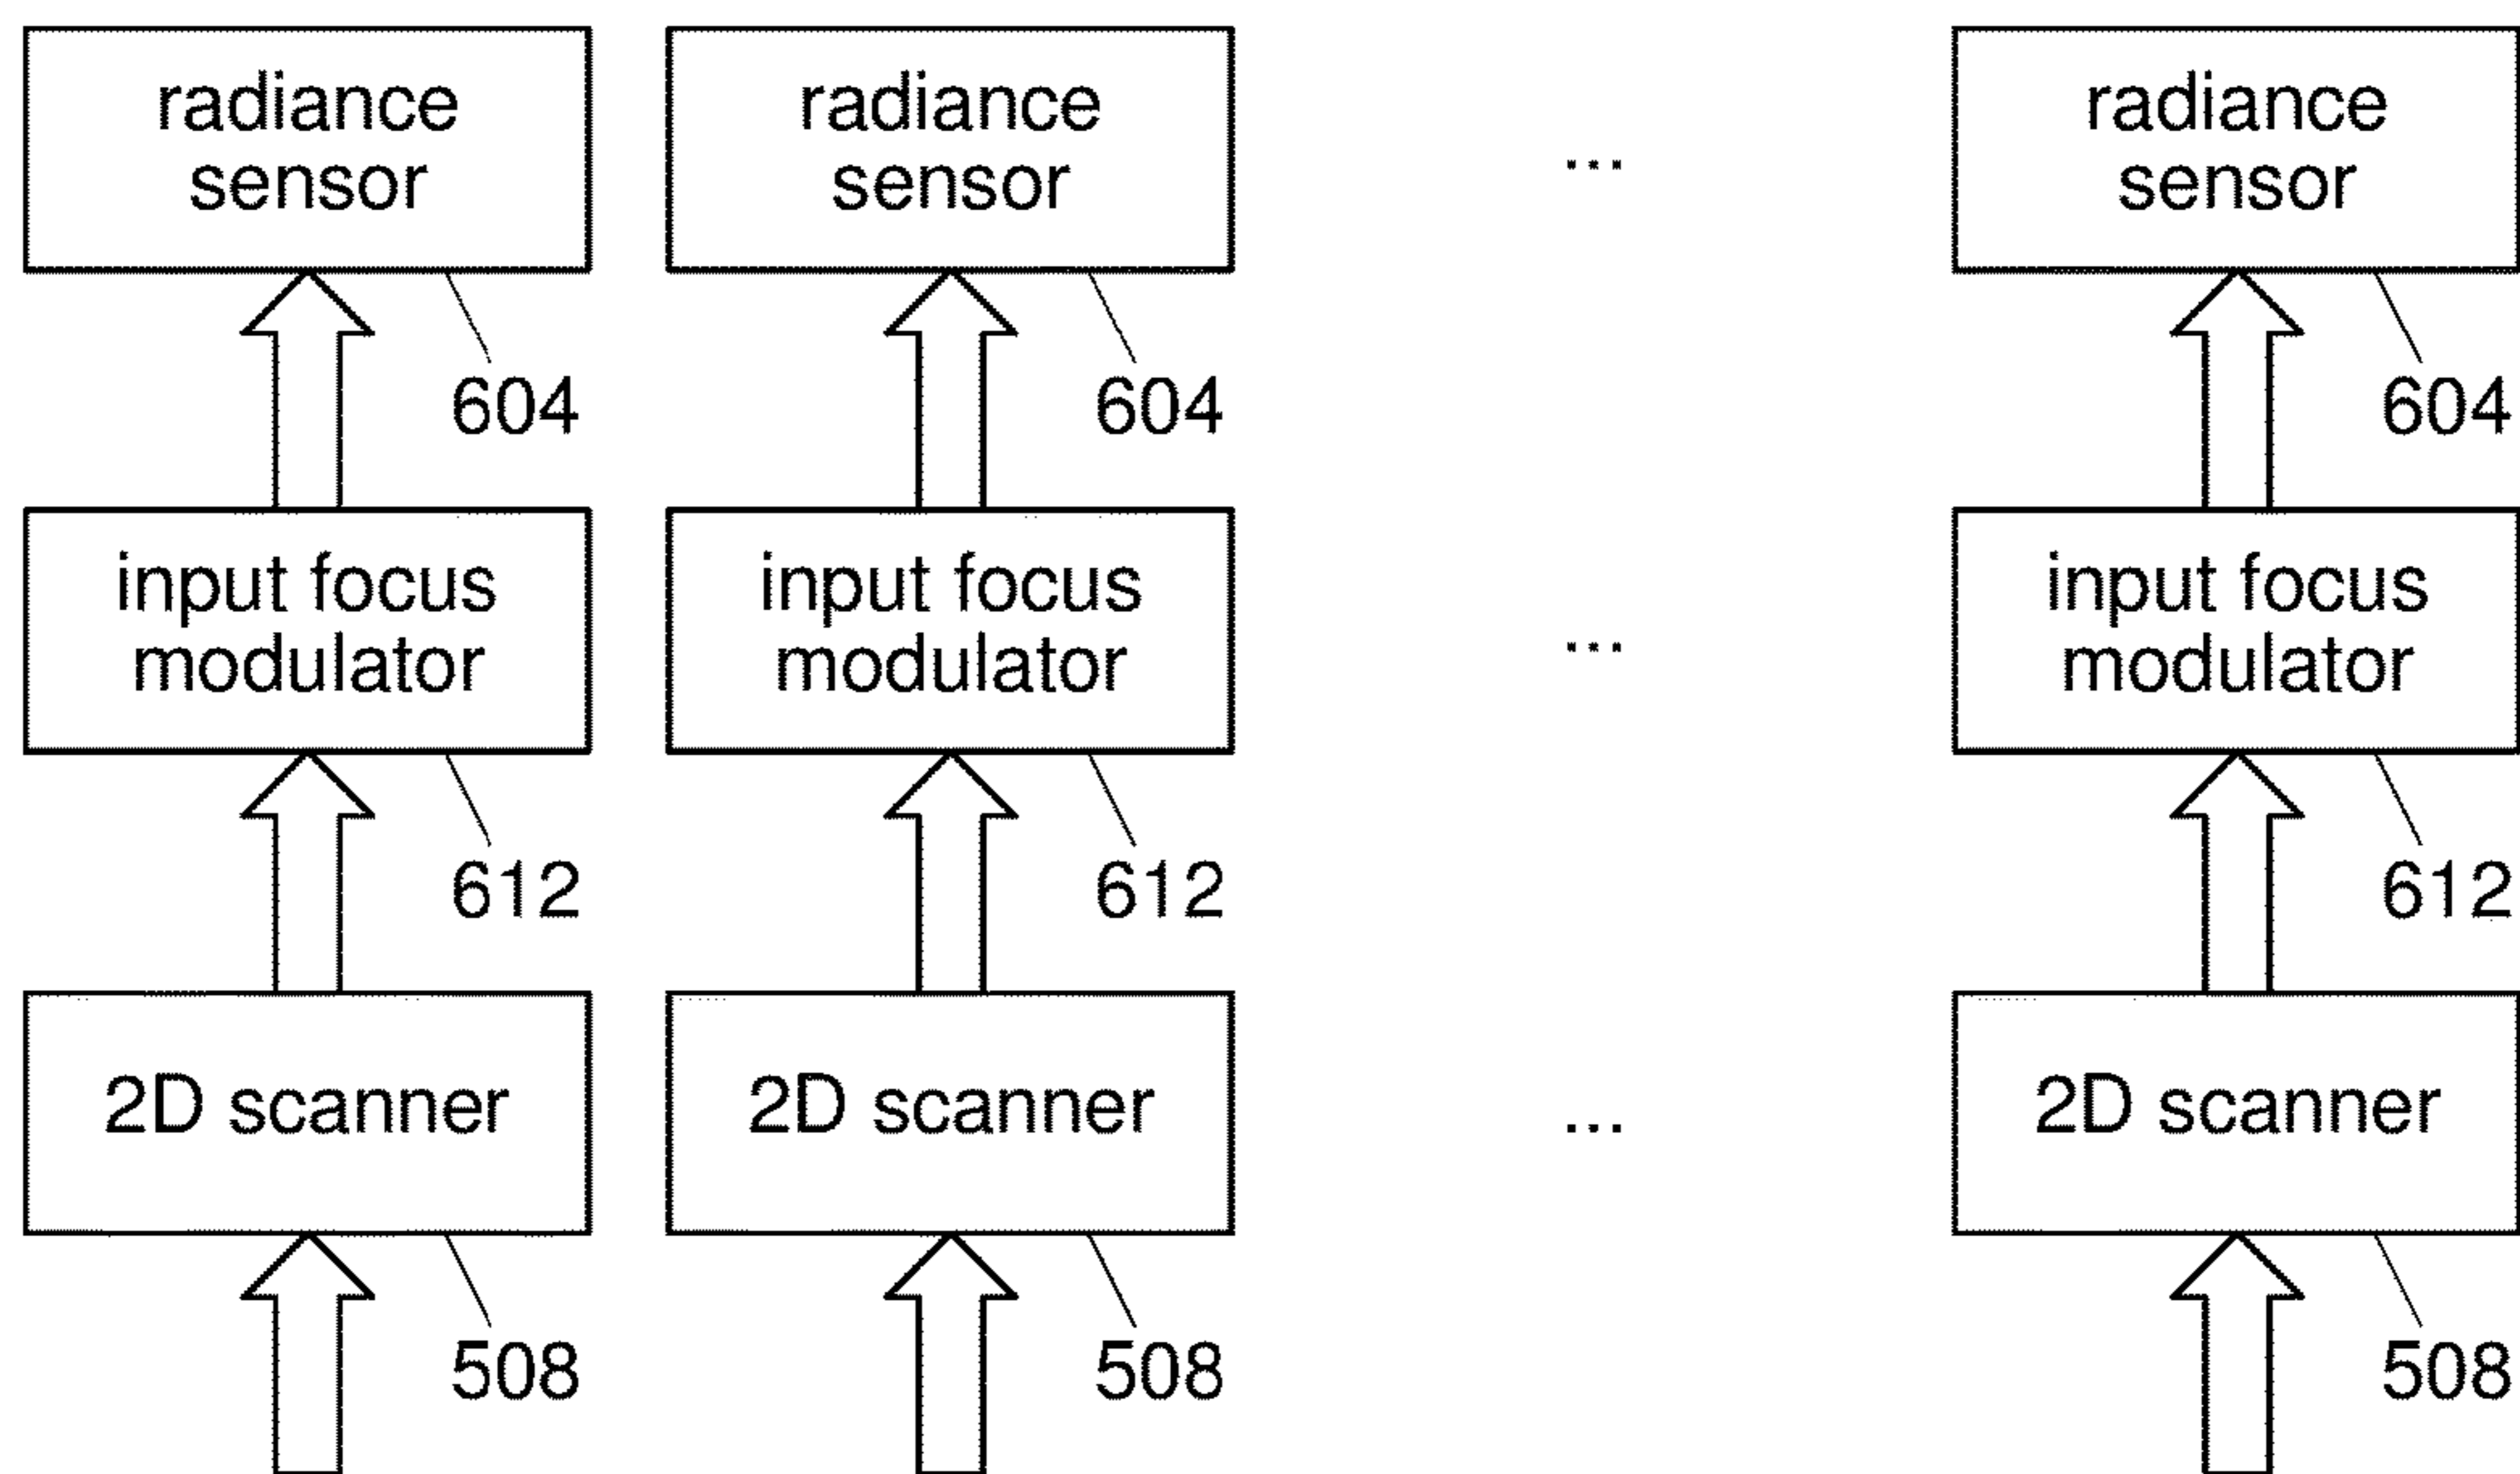 radiance radiance radiance
sensor sensor ... sensor
604 604 604
input focus input focus input focus
modulator modulator ... modulator
612 612 612
2D scanner 2D scanner ... 2D scanner
508 508 508